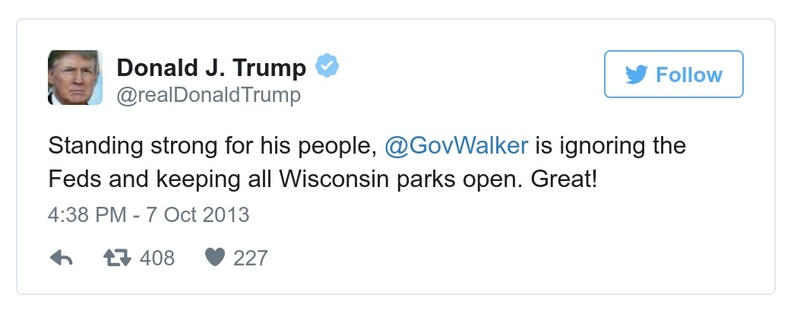 Donald J. Trump
@realDonaldTrump
Follow
Standing strong for his people, @GovWalker is ignoring the
Feds and keeping all Wisconsin parks open. Great!
4:38 PM - 7 Oct 2013
408 227